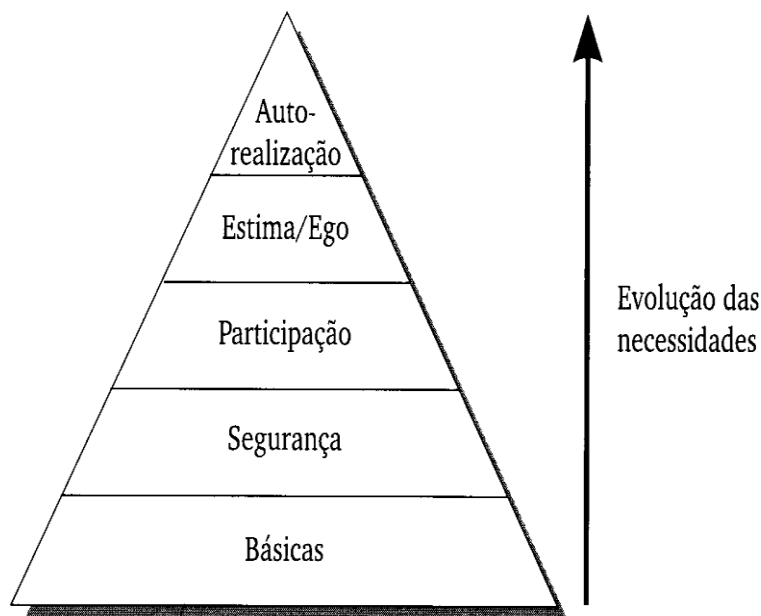 Auto-
realização
Estima/Ego
Participação
Segurança
Básicas
Evolução das
necessidades